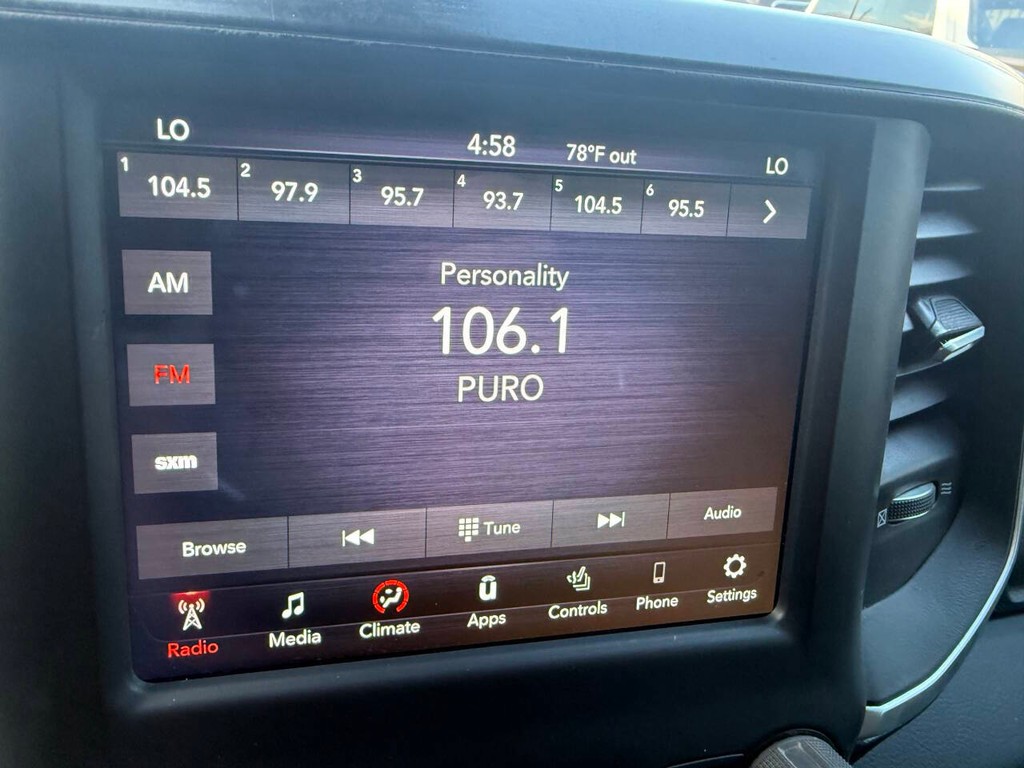 LO 4:58 78°F out LO
1 104.5 2 97.9 3 95.7 4 93.7 5 104.5 6 95.5
AM
Personality
106.1
FM
PURO
sxm
Browse Tune Audio
Radio Media Climate Apps Controls Phone Settings